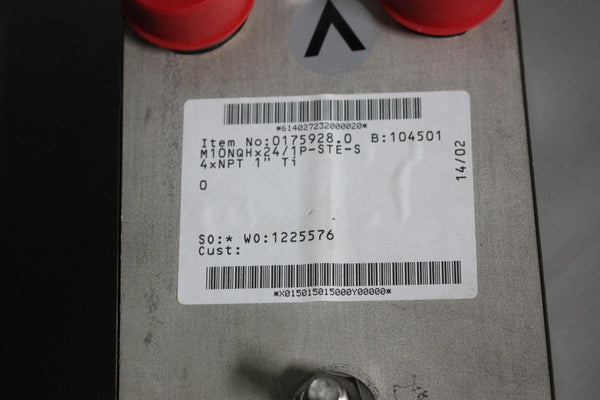 *614027232000020*
Item No:0175928.0 B:104501
M10NQHx24/1P-STE-S
4xNPT 1" Ti
0
14/02
SO:* WO:1225576
Cust:
*X015015015000Y00000*